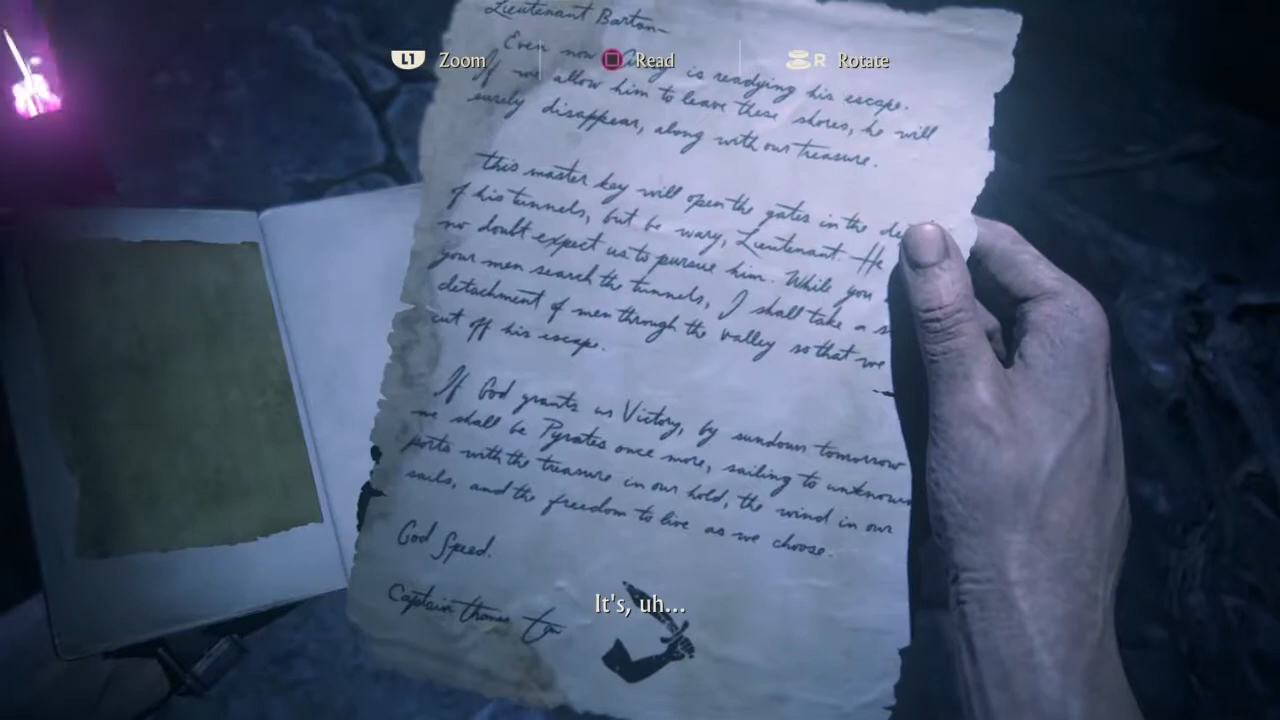 Lieutenant Barton-
L1 Zoom
Read
R Rotate
Even now is readying his escape.
If we allow him to leave these shores, he will
surely disappear, along with our treasure.
this master key will open the gates in the
of his tunnels, but be wary, Lieutenant. He
no doubt expect us to pursue him. While you
your men search the tunnels, I shall take a
detachment of men through the valley so that we
cut off his escape.
If God grants us Victory, by sundown tomorrow
we shall be Pyrates once more, sailing to unknown
ports with the treasure in our hold, the wind in our
sails, and the freedom to live as we choose.
God Speed.
Captain Thomas
It's, uh...